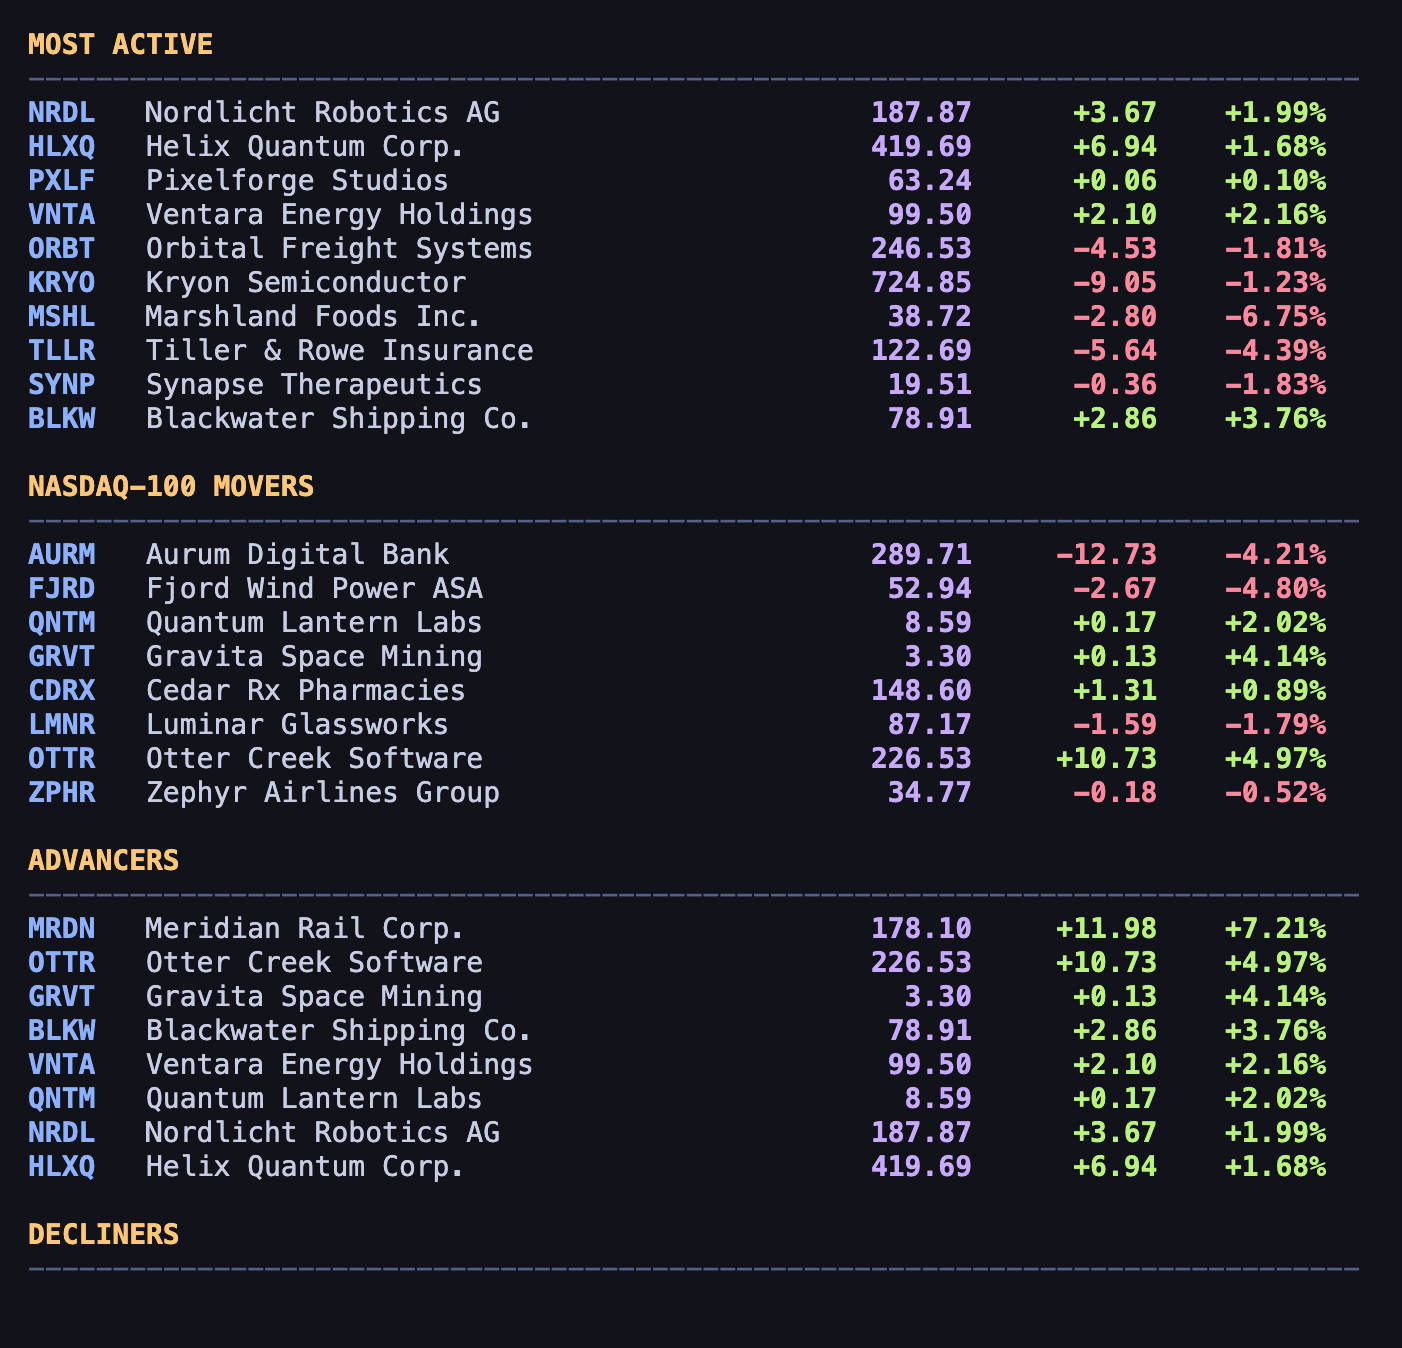 MOST ACTIVE
-------------------------------------------------------------------------------
NRDL   Nordlicht Robotics AG   187.87   +3.67   +1.99%
HLXQ   Helix Quantum Corp.   419.69   +6.94   +1.68%
PXLF   Pixelforge Studios   63.24   +0.06   +0.10%
VNTA   Ventara Energy Holdings   99.50   +2.10   +2.16%
ORBT   Orbital Freight Systems   246.53   -4.53   -1.81%
KRYO   Kryon Semiconductor   724.85   -9.05   -1.23%
MSHL   Marshland Foods Inc.   38.72   -2.80   -6.75%
TLLR   Tiller & Rowe Insurance   122.69   -5.64   -4.39%
SYNP   Synapse Therapeutics   19.51   -0.36   -1.83%
BLKW   Blackwater Shipping Co.   78.91   +2.86   +3.76%
NASDAQ-100 MOVERS
-------------------------------------------------------------------------------
AURM   Aurum Digital Bank   289.71   -12.73   -4.21%
FJRD   Fjord Wind Power ASA   52.94   -2.67   -4.80%
QNTM   Quantum Lantern Labs   8.59   +0.17   +2.02%
GRVT   Gravita Space Mining   3.30   +0.13   +4.14%
CDRX   Cedar Rx Pharmacies   148.60   +1.31   +0.89%
LMNR   Luminar Glassworks   87.17   -1.59   -1.79%
OTTR   Otter Creek Software   226.53   +10.73   +4.97%
ZPHR   Zephyr Airlines Group   34.77   -0.18   -0.52%
ADVANCERS
-------------------------------------------------------------------------------
MRDN   Meridian Rail Corp.   178.10   +11.98   +7.21%
OTTR   Otter Creek Software   226.53   +10.73   +4.97%
GRVT   Gravita Space Mining   3.30   +0.13   +4.14%
BLKW   Blackwater Shipping Co.   78.91   +2.86   +3.76%
VNTA   Ventara Energy Holdings   99.50   +2.10   +2.16%
QNTM   Quantum Lantern Labs   8.59   +0.17   +2.02%
NRDL   Nordlicht Robotics AG   187.87   +3.67   +1.99%
HLXQ   Helix Quantum Corp.   419.69   +6.94   +1.68%
DECLINERS
-------------------------------------------------------------------------------